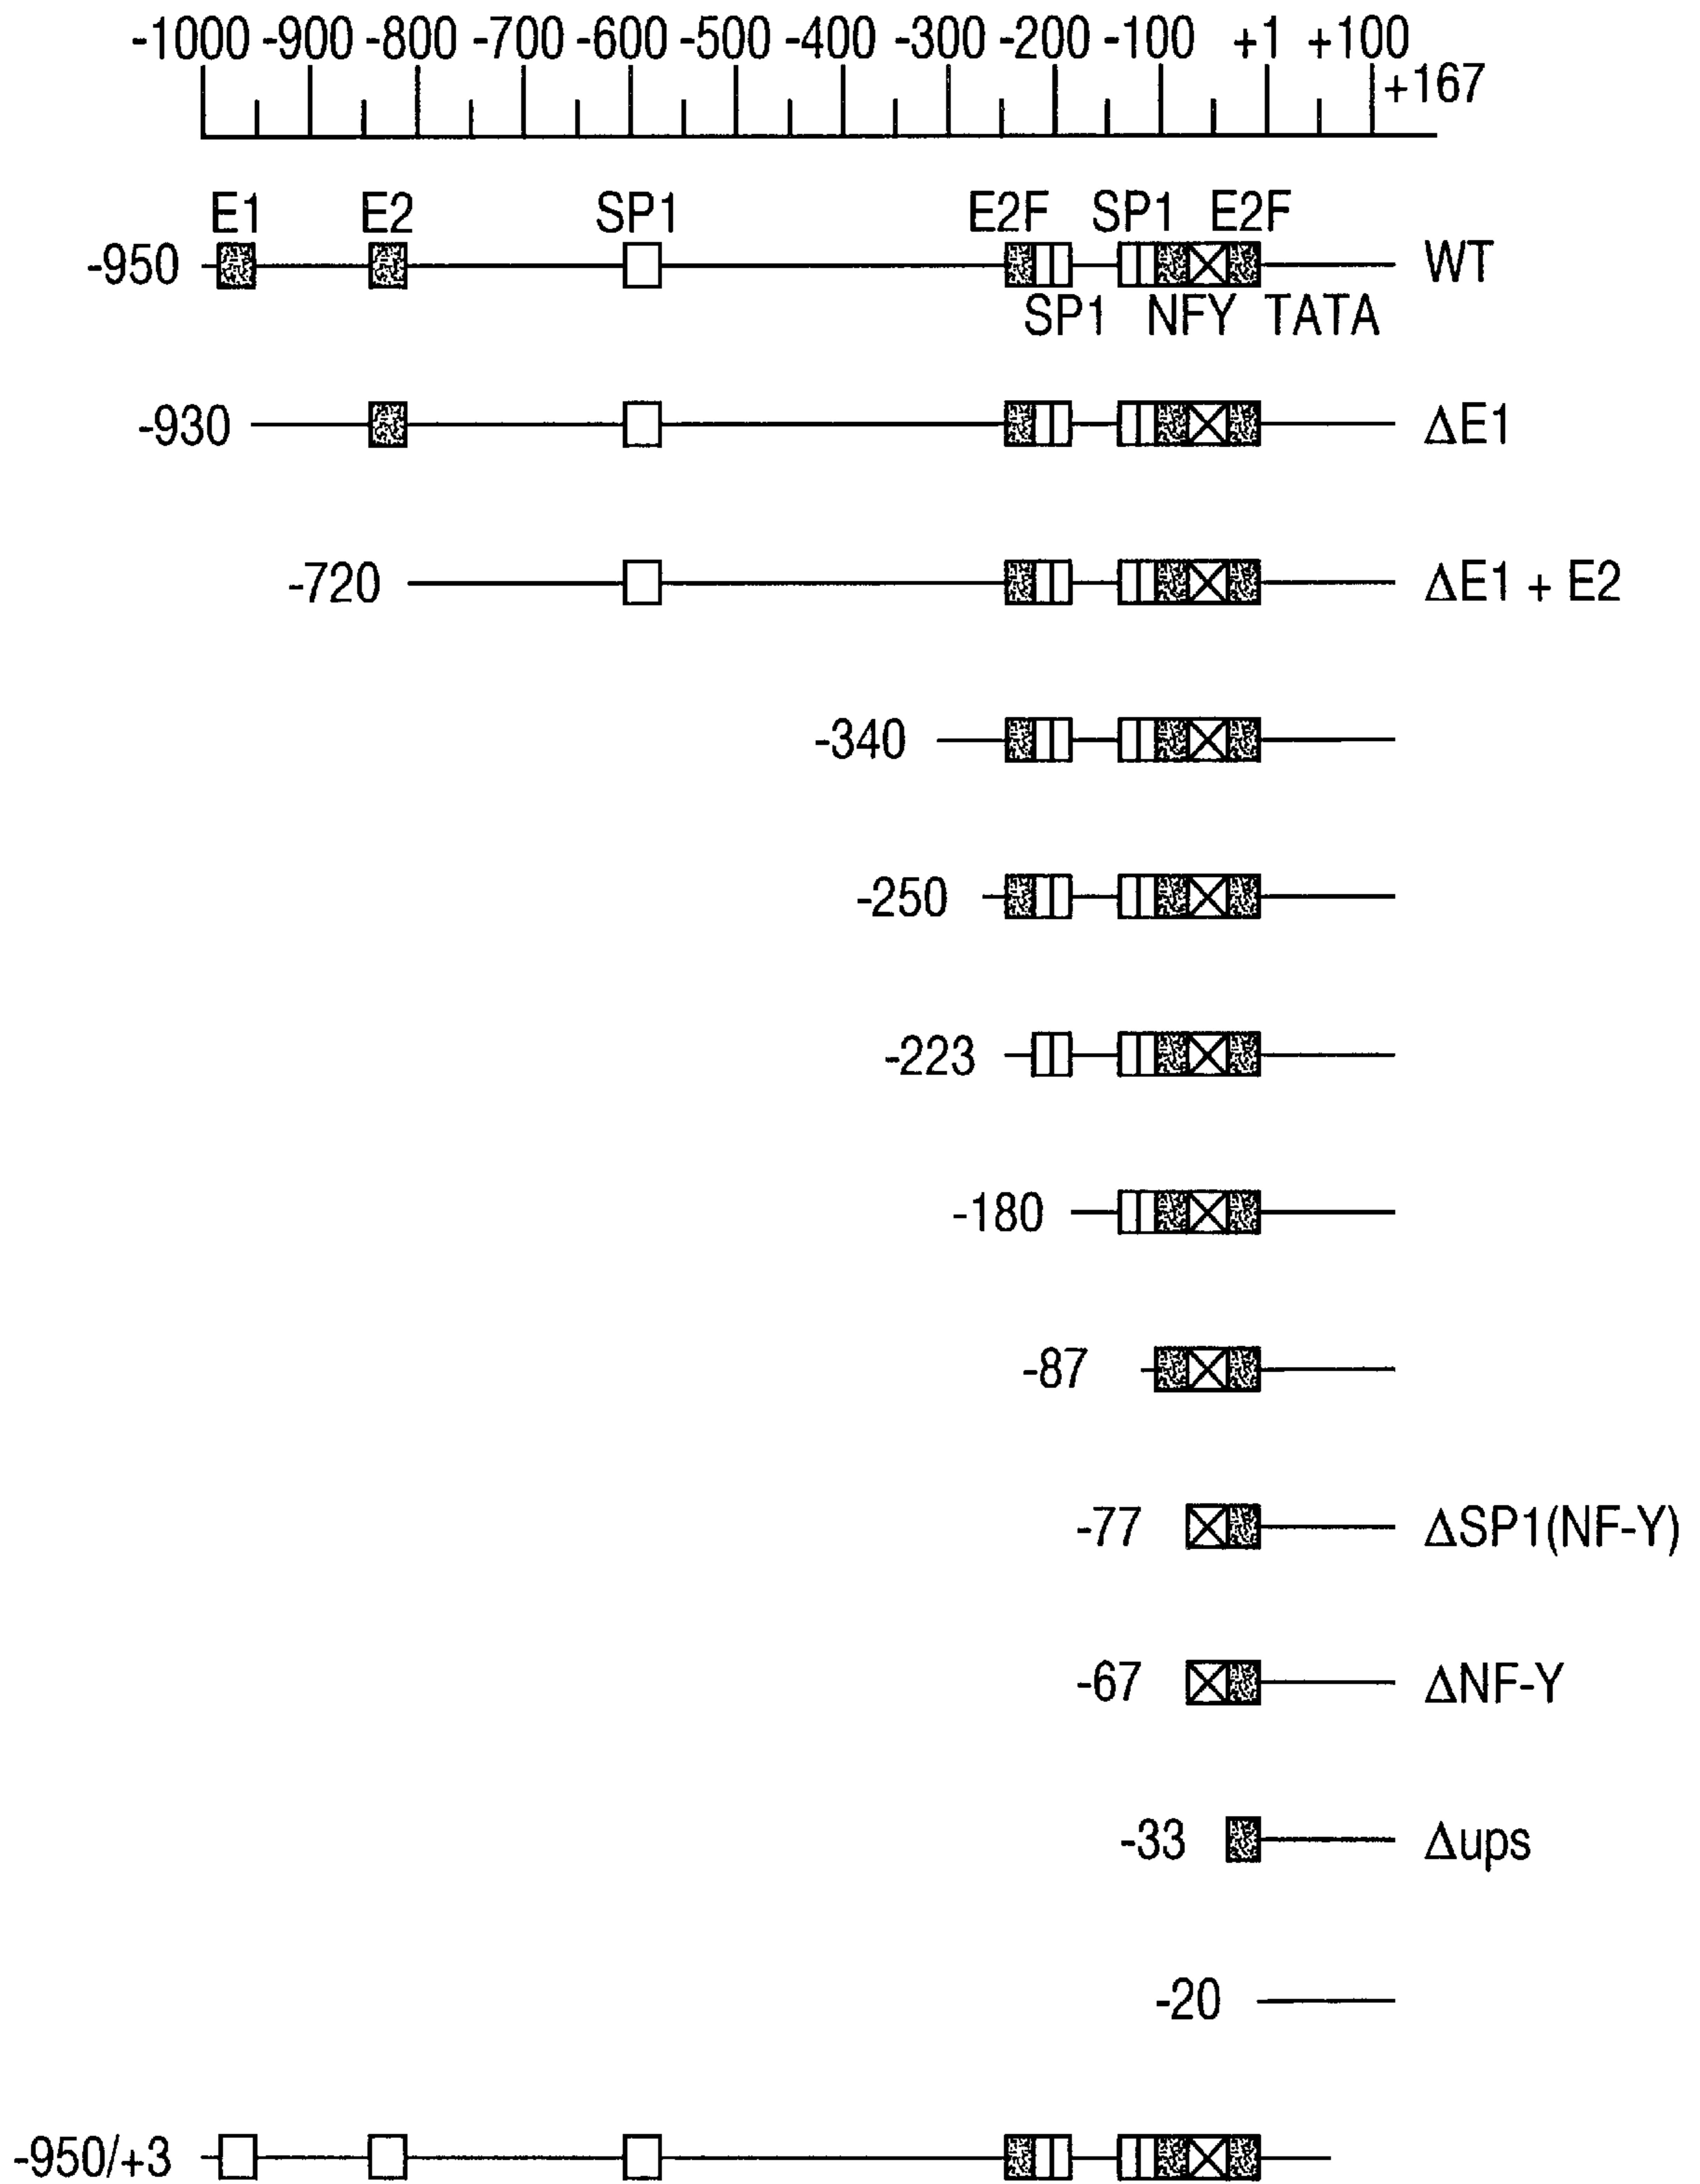 -1000 -900 -800 -700 -600 -500 -400 -300 -200 -100 +1 +100
+167
E1 E2 SP1 E2F SP1 E2F
-950 WT
SP1 NFY TATA
-930 ΔE1
-720 ΔE1 + E2
-340
-250
-223
-180
-87
-77 ΔSP1(NF-Y)
-67 ΔNF-Y
-33 Δups
-20
-950/+3